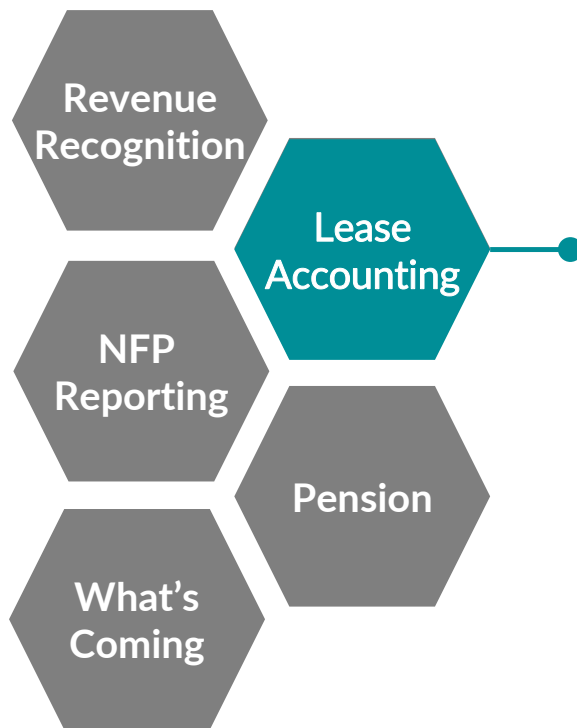 Revenue
Recognition
Lease
Accounting
NFP
Reporting
Pension
What’s
Coming